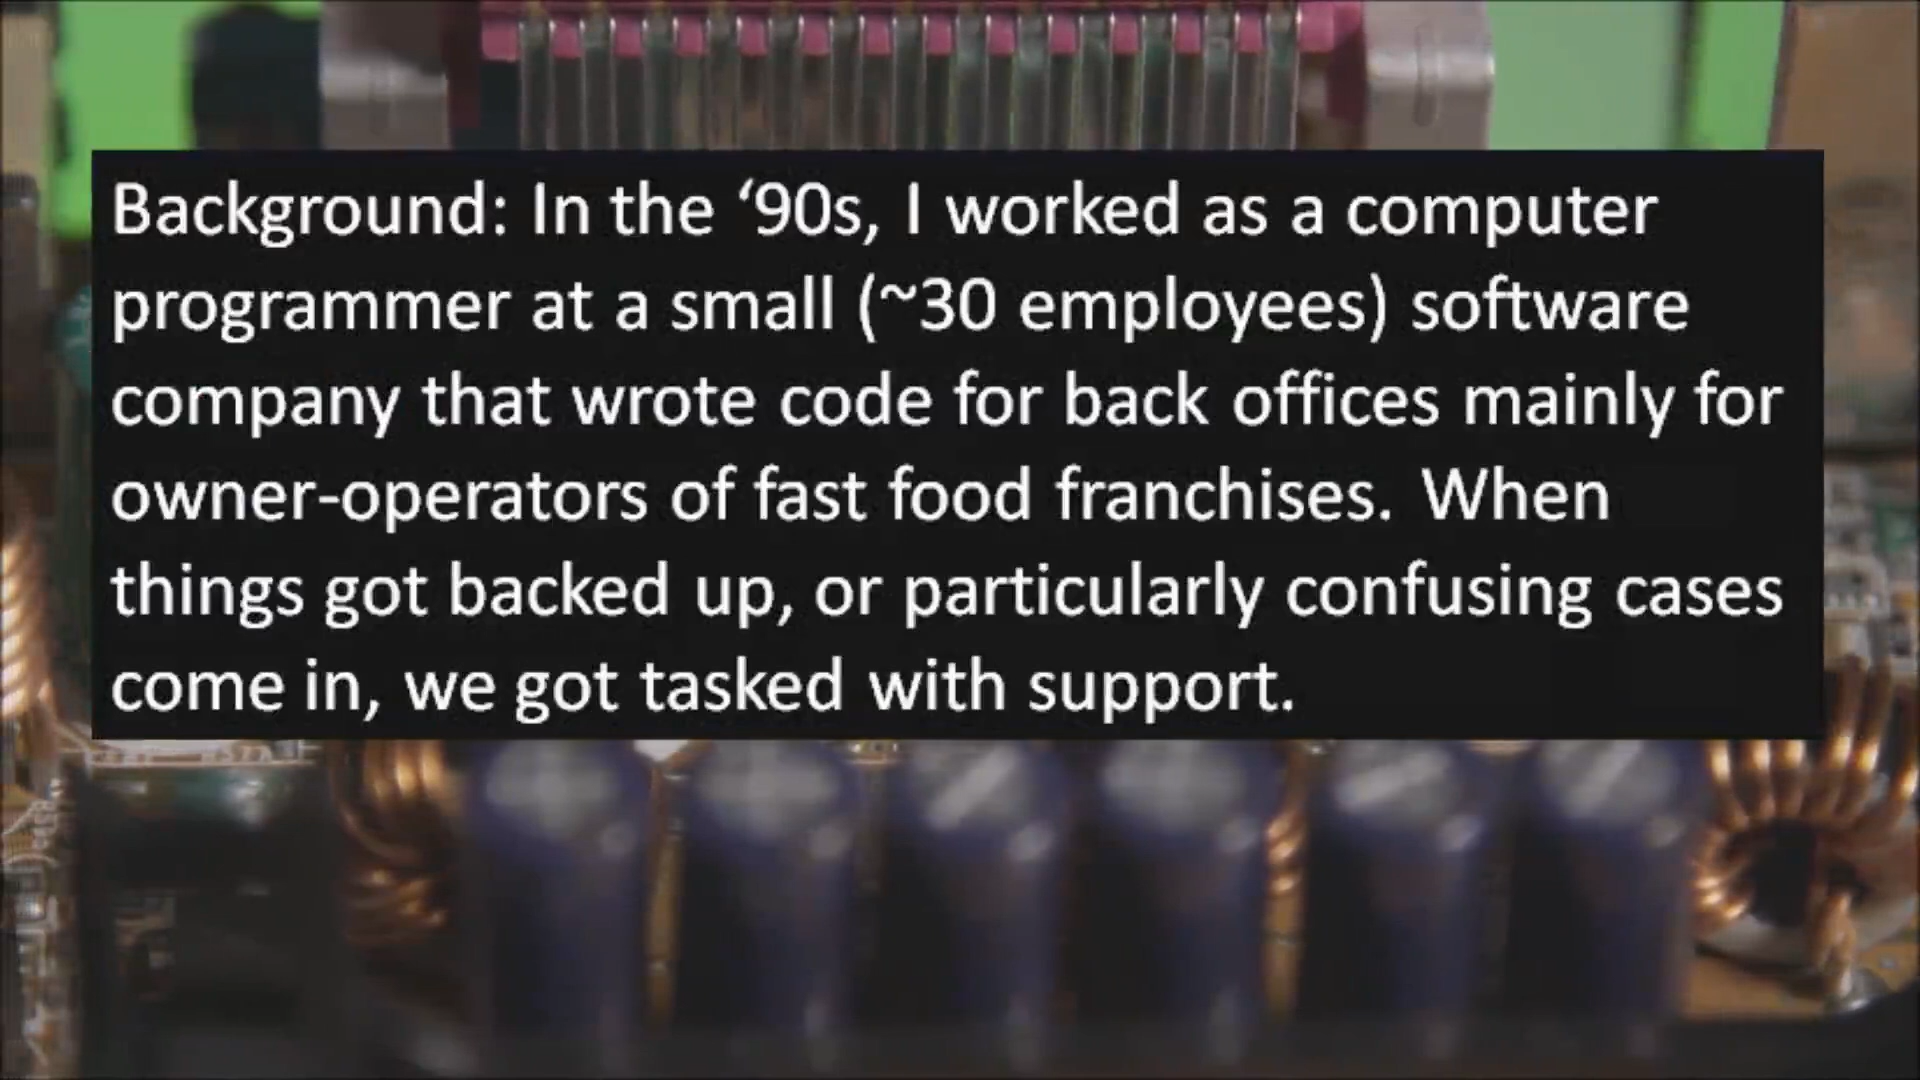 Background: In the ‘90s, I worked as a computer
programmer at a small (~30 employees) software
company that wrote code for back offices mainly for
owner-operators of fast food franchises. When
things got backed up, or particularly confusing cases
come in, we got tasked with support.